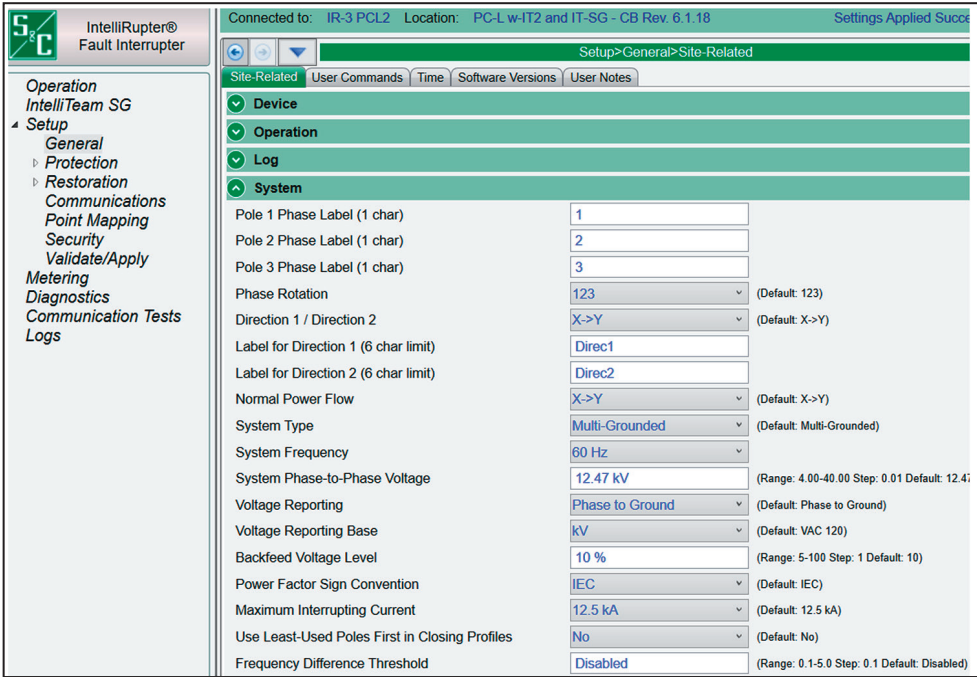 S&C
IntelliRupter®
Fault Interrupter
Operation
IntelliTeam SG
Setup
General
Protection
Restoration
Communications
Point Mapping
Security
Validate/Apply
Metering
Diagnostics
Communication Tests
Logs
Connected to: IR-3 PCL2 Location: PC-L w-IT2 and IT-SG - CB Rev. 6.1.18 Settings Applied Succe
Setup>General>Site-Related
Site-Related User Commands Time Software Versions User Notes
Device
Operation
Log
System
Pole 1 Phase Label (1 char) 1
Pole 2 Phase Label (1 char) 2
Pole 3 Phase Label (1 char) 3
Phase Rotation 123 (Default: 123)
Direction 1 / Direction 2 X->Y (Default: X->Y)
Label for Direction 1 (6 char limit) Direc1
Label for Direction 2 (6 char limit) Direc2
Normal Power Flow X->Y (Default: X->Y)
System Type Multi-Grounded (Default: Multi-Grounded)
System Frequency 60 Hz
System Phase-to-Phase Voltage 12.47 kV (Range: 4.00-40.00 Step: 0.01 Default: 12.47
Voltage Reporting Phase to Ground (Default: Phase to Ground)
Voltage Reporting Base kV (Default: VAC 120)
Backfeed Voltage Level 10 % (Range: 5-100 Step: 1 Default: 10)
Power Factor Sign Convention IEC (Default: IEC)
Maximum Interrupting Current 12.5 kA (Default: 12.5 kA)
Use Least-Used Poles First in Closing Profiles No (Default: No)
Frequency Difference Threshold Disabled (Range: 0.1-5.0 Step: 0.1 Default: Disabled)